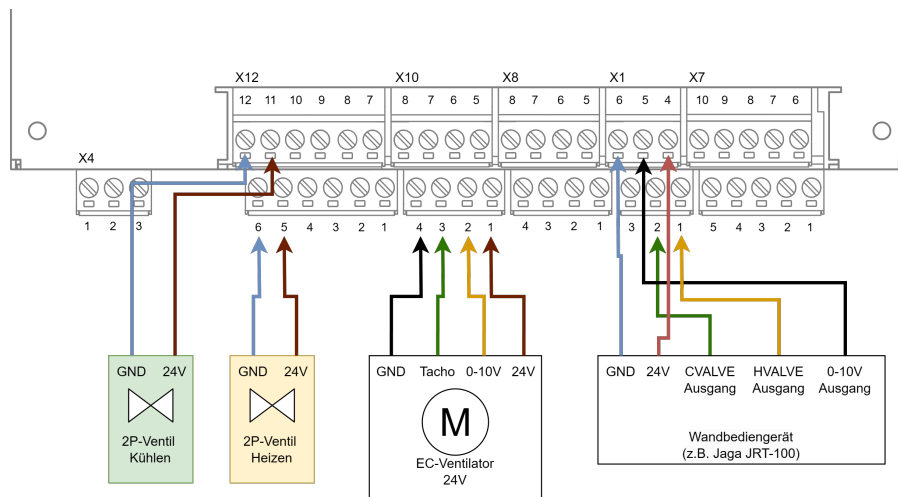 X12 X10 X8 X1 X7
12 11 10 9 8 7 8 7 6 5 8 7 6 5 6 5 4 10 9 8 7 6
X4
1 2 3 6 5 4 3 2 1 4 3 2 1 4 3 2 1 3 2 1 5 4 3 2 1
GND 24V
2P-Ventil
Kühlen
GND 24V
2P-Ventil
Heizen
GND Tacho 0-10V 24V
M
EC-Ventilator
24V
GND 24V CVALVE HVALVE 0-10V
Ausgang Ausgang Ausgang
Wandbediengerät
(z.B. Jaga JRT-100)